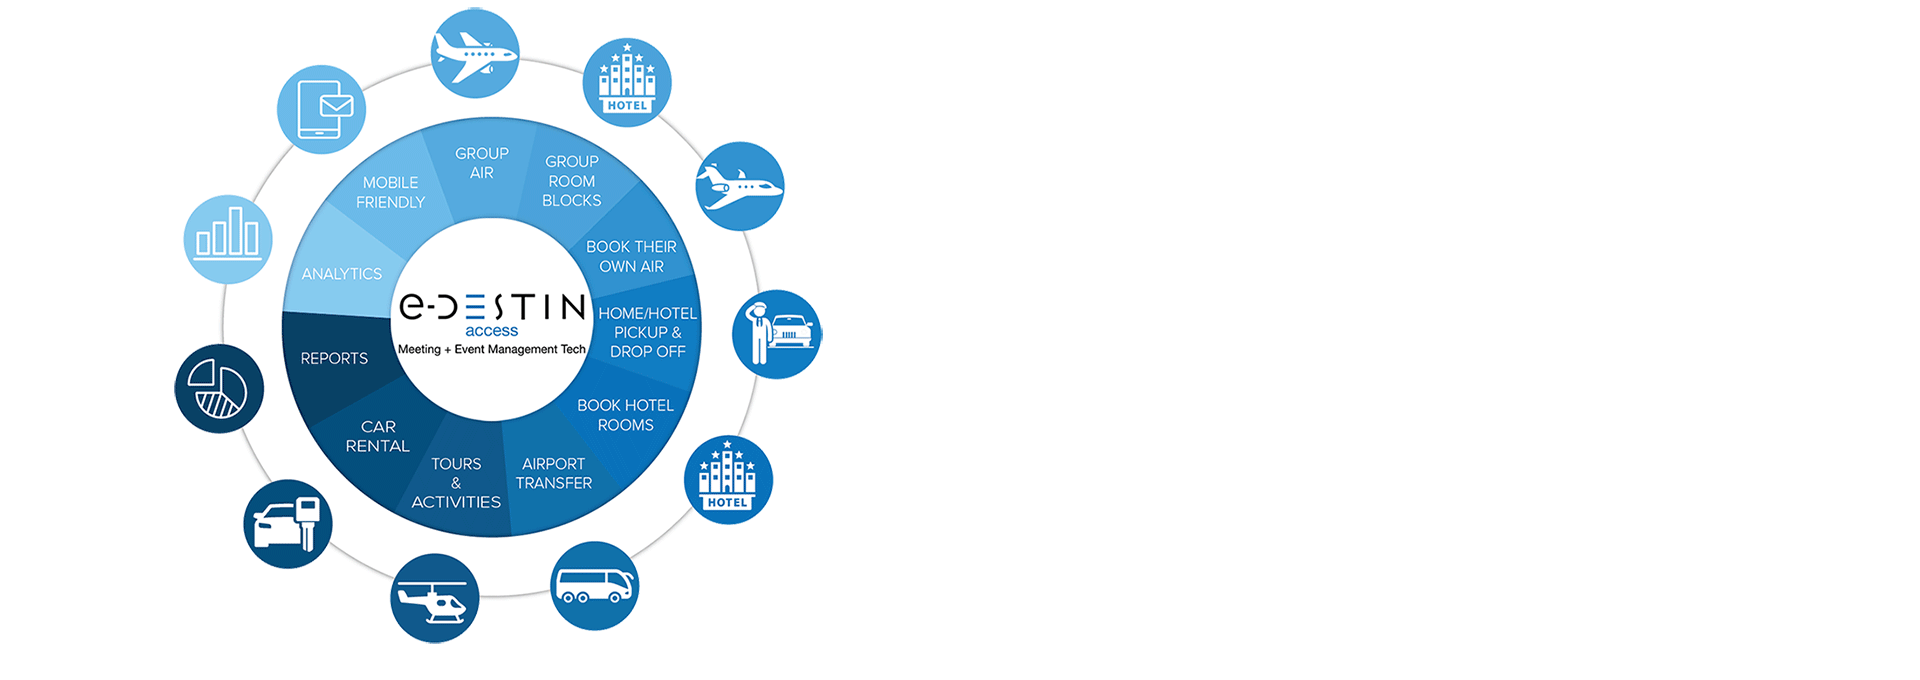 HOTEL
GROUP
AIR
GROUP
ROOM
BLOCKS
MOBILE
FRIENDLY
BOOK THEIR
OWN AIR
ANALYTICS
e-DESTIN
access
Meeting + Event Management Tech
HOME/HOTEL
PICKUP &
DROP OFF
REPORTS
BOOK HOTEL
ROOMS
CAR
RENTAL
TOURS
&
ACTIVITIES
AIRPORT
TRANSFER
HOTEL